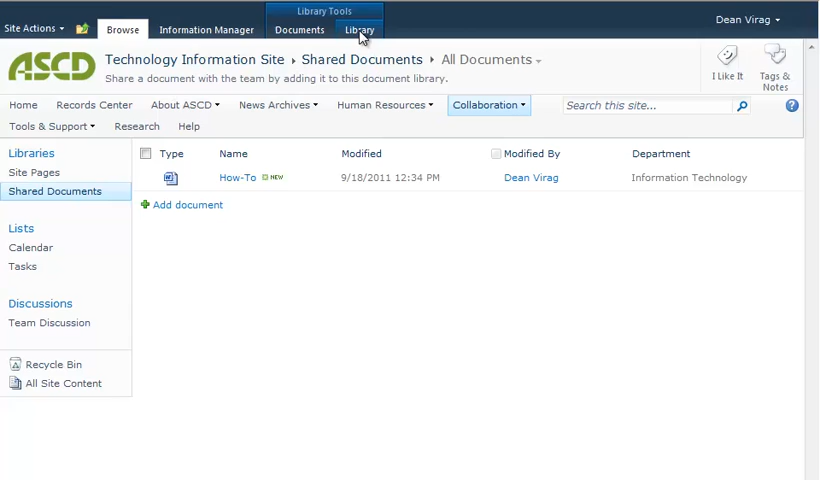 Library Tools
Site Actions Browse Information Manager Documents Library Dean Virag
ASCD Technology Information Site Shared Documents All Documents
Share a document with the team by adding it to this document library.
I Like It Tags & Notes
Home Records Center About ASCD News Archives Human Resources Collaboration Search this site...
Tools & Support Research Help
Libraries
Site Pages
Shared Documents
Lists
Calendar
Tasks
Discussions
Team Discussion
Recycle Bin
All Site Content
Type Name Modified Modified By Department
How-To NEW 9/18/2011 12:34 PM Dean Virag Information Technology
Add document